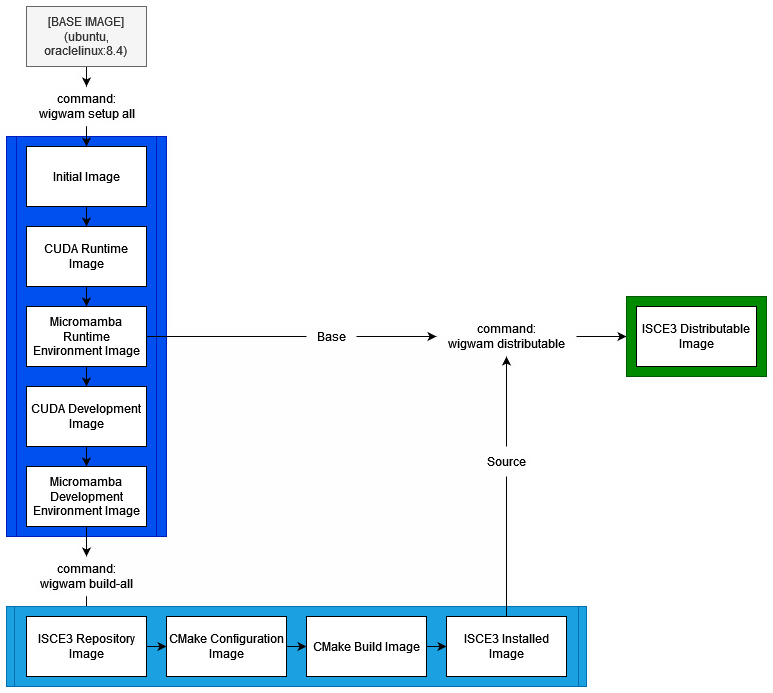 [BASE IMAGE]
(ubuntu,
oraclelinux:8.4)
command:
wigwam setup all
Initial Image
CUDA Runtime
Image
Micromamba
Runtime
Environment Image
Base
command:
wigwam distributable
ISCE3 Distributable
Image
CUDA Development
Image
Micromamba
Development
Environment Image
Source
command:
wigwam build-all
ISCE3 Repository
Image
CMake Configuration
Image
CMake Build Image
ISCE3 Installed
Image